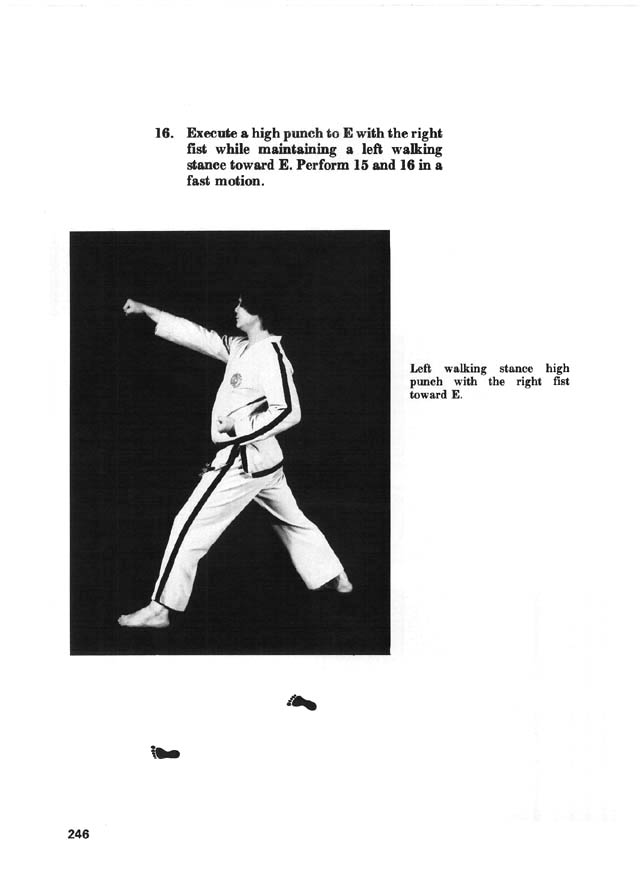 16. Execute a high punch to E with the right
fist while maintaining a left walking
stance toward E. Perform 15 and 16 in a
fast motion.
Left walking stance high
punch with the right fist
toward E.
246